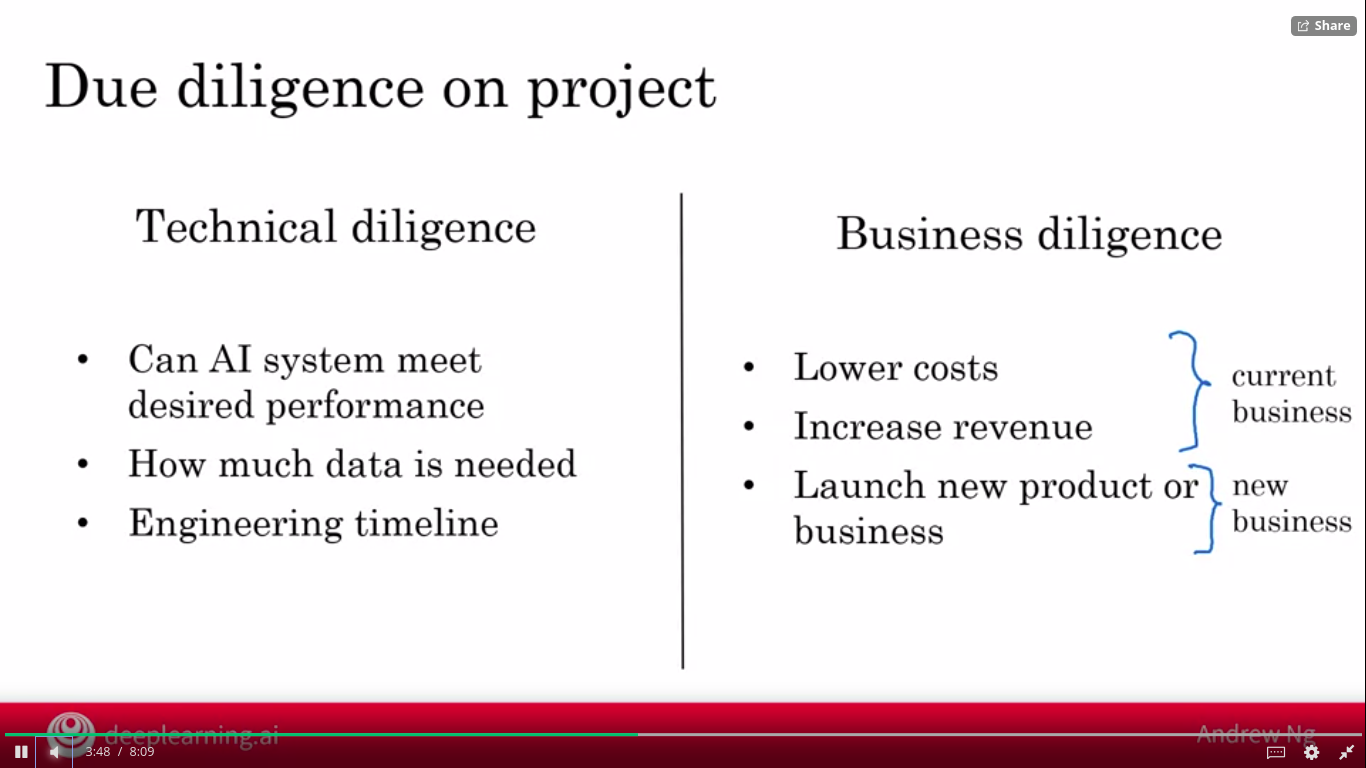 Share
Due diligence on project
Technical diligence
• Can AI system meet
desired performance
• How much data is needed
• Engineering timeline
Business diligence
• Lower costs
• Increase revenue
• Launch new product or
business
current
business
new
business
deeplearning.ai
Andrew Ng
3:48 / 8:09